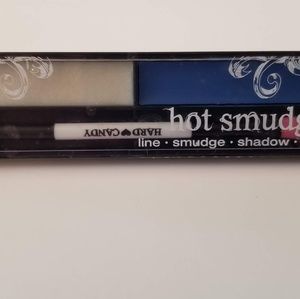 hot smudg
HARD♥CANDY
line · smudge · shadow ·